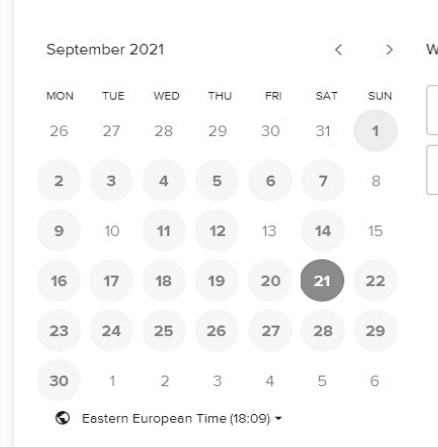 September 2021 < > W
MON TUE WED THU FRI SAT SUN
26 27 28 29 30 31 1
2 3 4 5 6 7 8
9 10 11 12 13 14 15
16 17 18 19 20 21 22
23 24 25 26 27 28 29
30 1 2 3 4 5 6
Eastern European Time (18:09)